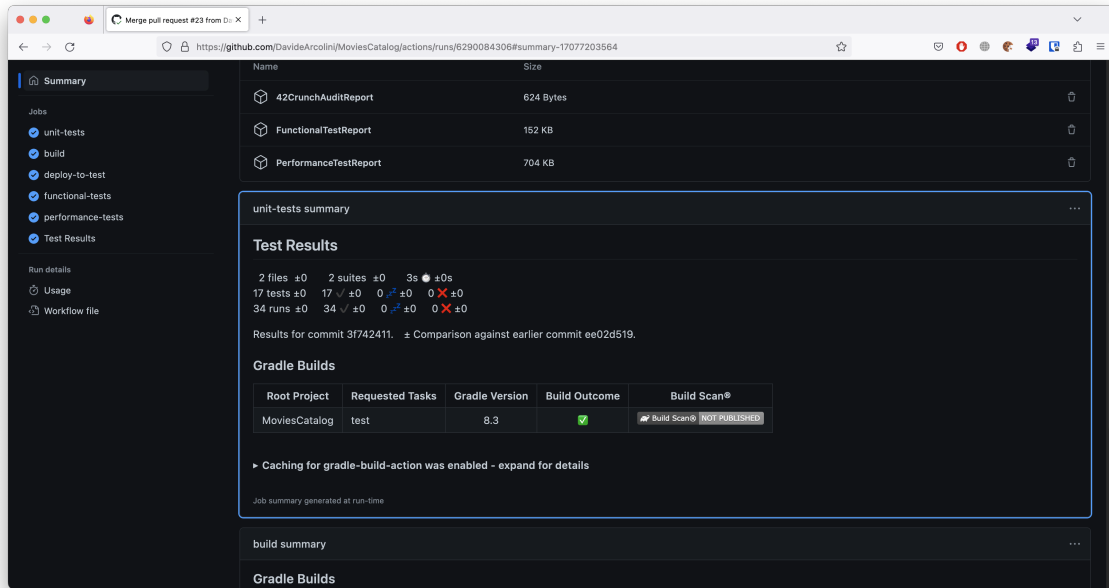 Merge pull request #23 from Da
https://github.com/DavideArcolini/MoviesCatalog/actions/runs/6290084306#summary-17077203564
13
Summary
Jobs
unit-tests
build
deploy-to-test
functional-tests
performance-tests
Test Results
Run details
Usage
Workflow file
Name Size
42CrunchAuditReport 624 Bytes
FunctionalTestReport 152 KB
PerformanceTestReport 704 KB
unit-tests summary
Test Results
2 files ±0 2 suites ±0 3s ⏱ ±0s
17 tests ±0 17 ✓ ±0 0 💤 ±0 0 ❌ ±0
34 runs ±0 34 ✓ ±0 0 💤 ±0 0 ❌ ±0
Results for commit 3f742411. ± Comparison against earlier commit ee02d519.
Gradle Builds
Root Project Requested Tasks Gradle Version Build Outcome Build Scan®
MoviesCatalog test 8.3 ✅ Build Scan® NOT PUBLISHED
Caching for gradle-build-action was enabled - expand for details
Job summary generated at run-time
build summary
Gradle Builds